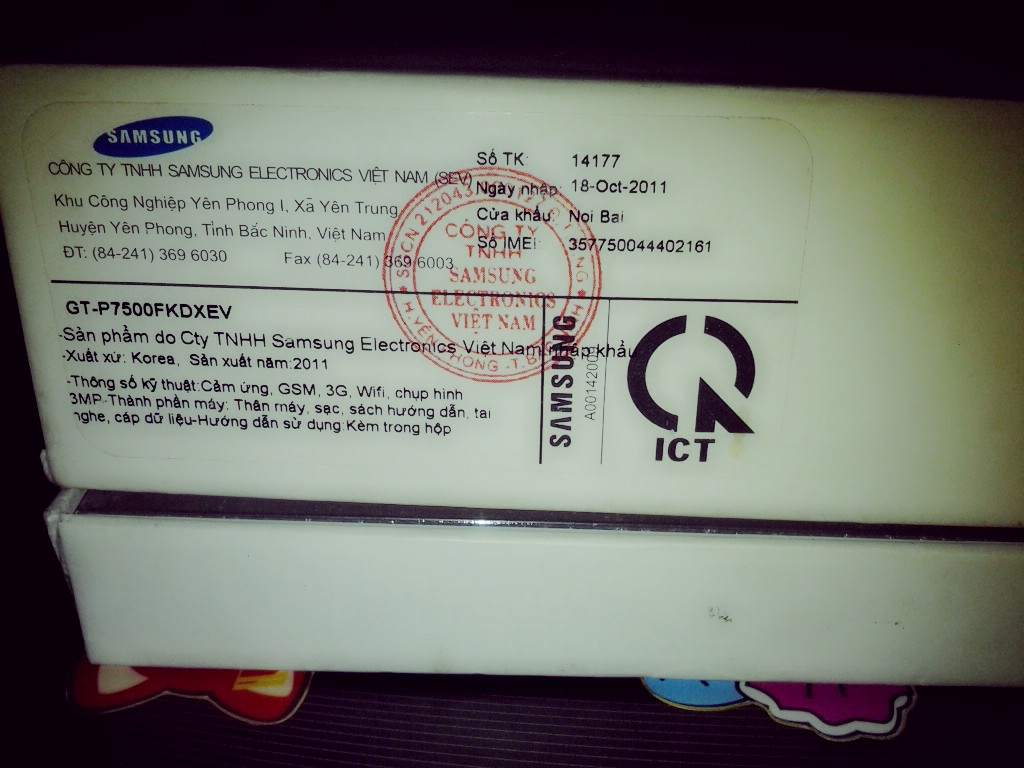 SAMSUNG
CÔNG TY TNHH SAMSUNG ELECTRONICS VIỆT NAM (SEV)
Khu Công Nghiệp Yên Phong I, Xã Yên Trung
Huyện Yên Phong, Tỉnh Bắc Ninh, Việt Nam
ĐT: (84-241) 369 6030 Fax (84-241) 369 6003
Số TK: 14177
Ngày nhập: 18-Oct-2011
Cửa khẩu: Noi Bai
Số IMEI: 357750044402161
CÔNG TY
TNHH
SAMSUNG
ELECTRONICS
VIỆT NAM
GT-P7500FKDXEV
-Sản phẩm do Cty TNHH Samsung Electronics Việt Nam nhập khẩu
-Xuất xứ: Korea, Sản xuất năm:2011
-Thông số kỹ thuật:Cảm ứng, GSM, 3G, Wifi, chụp hình
3MP-Thành phần máy: Thân máy, sạc, sách hướng dẫn, tai
nghe, cáp dữ liệu-Hướng dẫn sử dụng:Kèm trong hộp
SAMSUNG
ICT